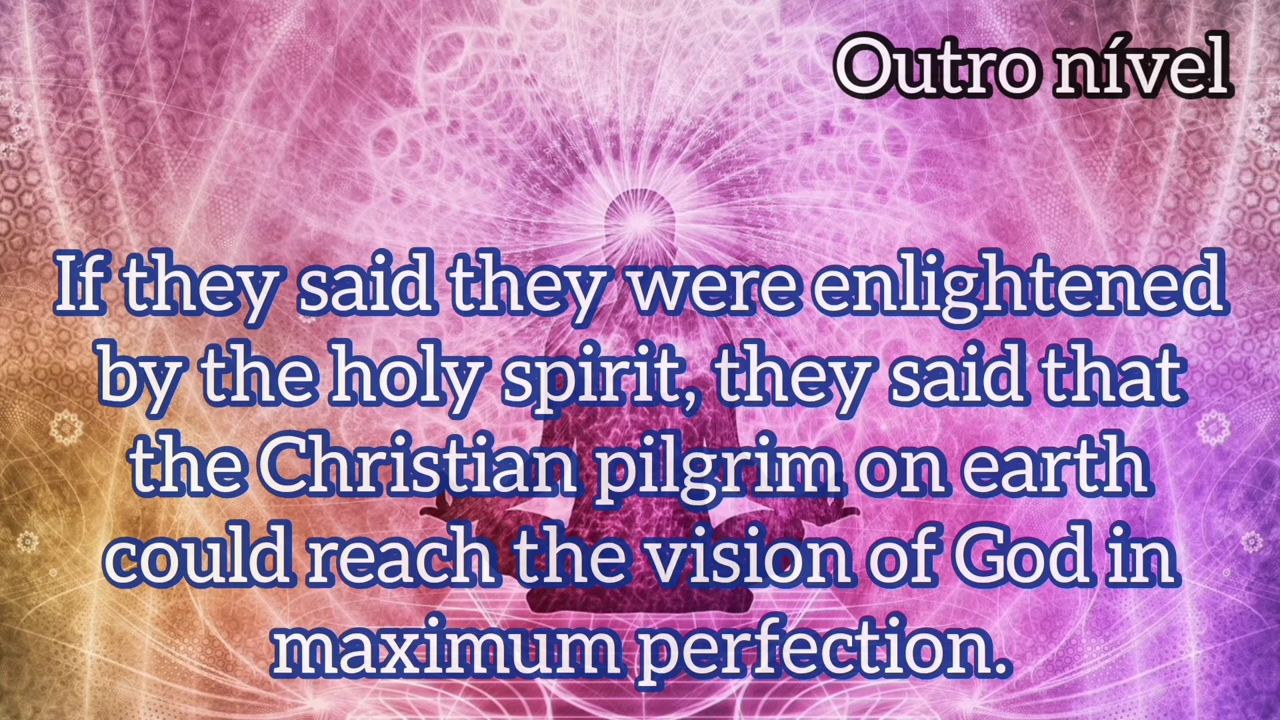 Outro nível
If they said they were enlightened
by the holy spirit, they said that
the Christian pilgrim on earth
could reach the vision of God in
maximum perfection.